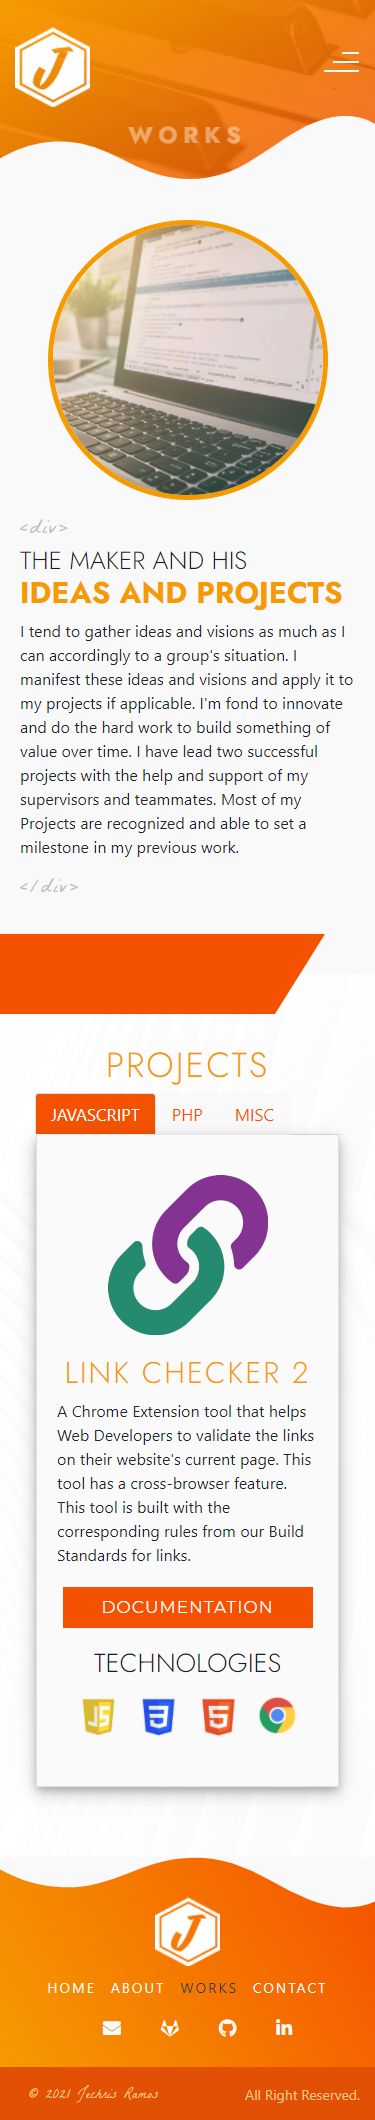 J
WORKS
<div>
THE MAKER AND HIS
IDEAS AND PROJECTS
I tend to gather ideas and visions as much as I
can accordingly to a group's situation. I
manifest these ideas and visions and apply it to
my projects if applicable. I'm fond to innovate
and do the hard work to build something of
value over time. I have lead two successful
projects with the help and support of my
supervisors and teammates. Most of my
Projects are recognized and able to set a
milestone in my previous work.
</div>
PROJECTS
JAVASCRIPT PHP MISC
LINK CHECKER 2
A Chrome Extension tool that helps
Web Developers to validate the links
on their website's current page. This
tool has a cross-browser feature.
This tool is built with the
corresponding rules from our Build
Standards for links.
DOCUMENTATION
TECHNOLOGIES
JS 3 5
J
HOME ABOUT WORKS CONTACT
in
© 2021 Jechris Ramos All Right Reserved.